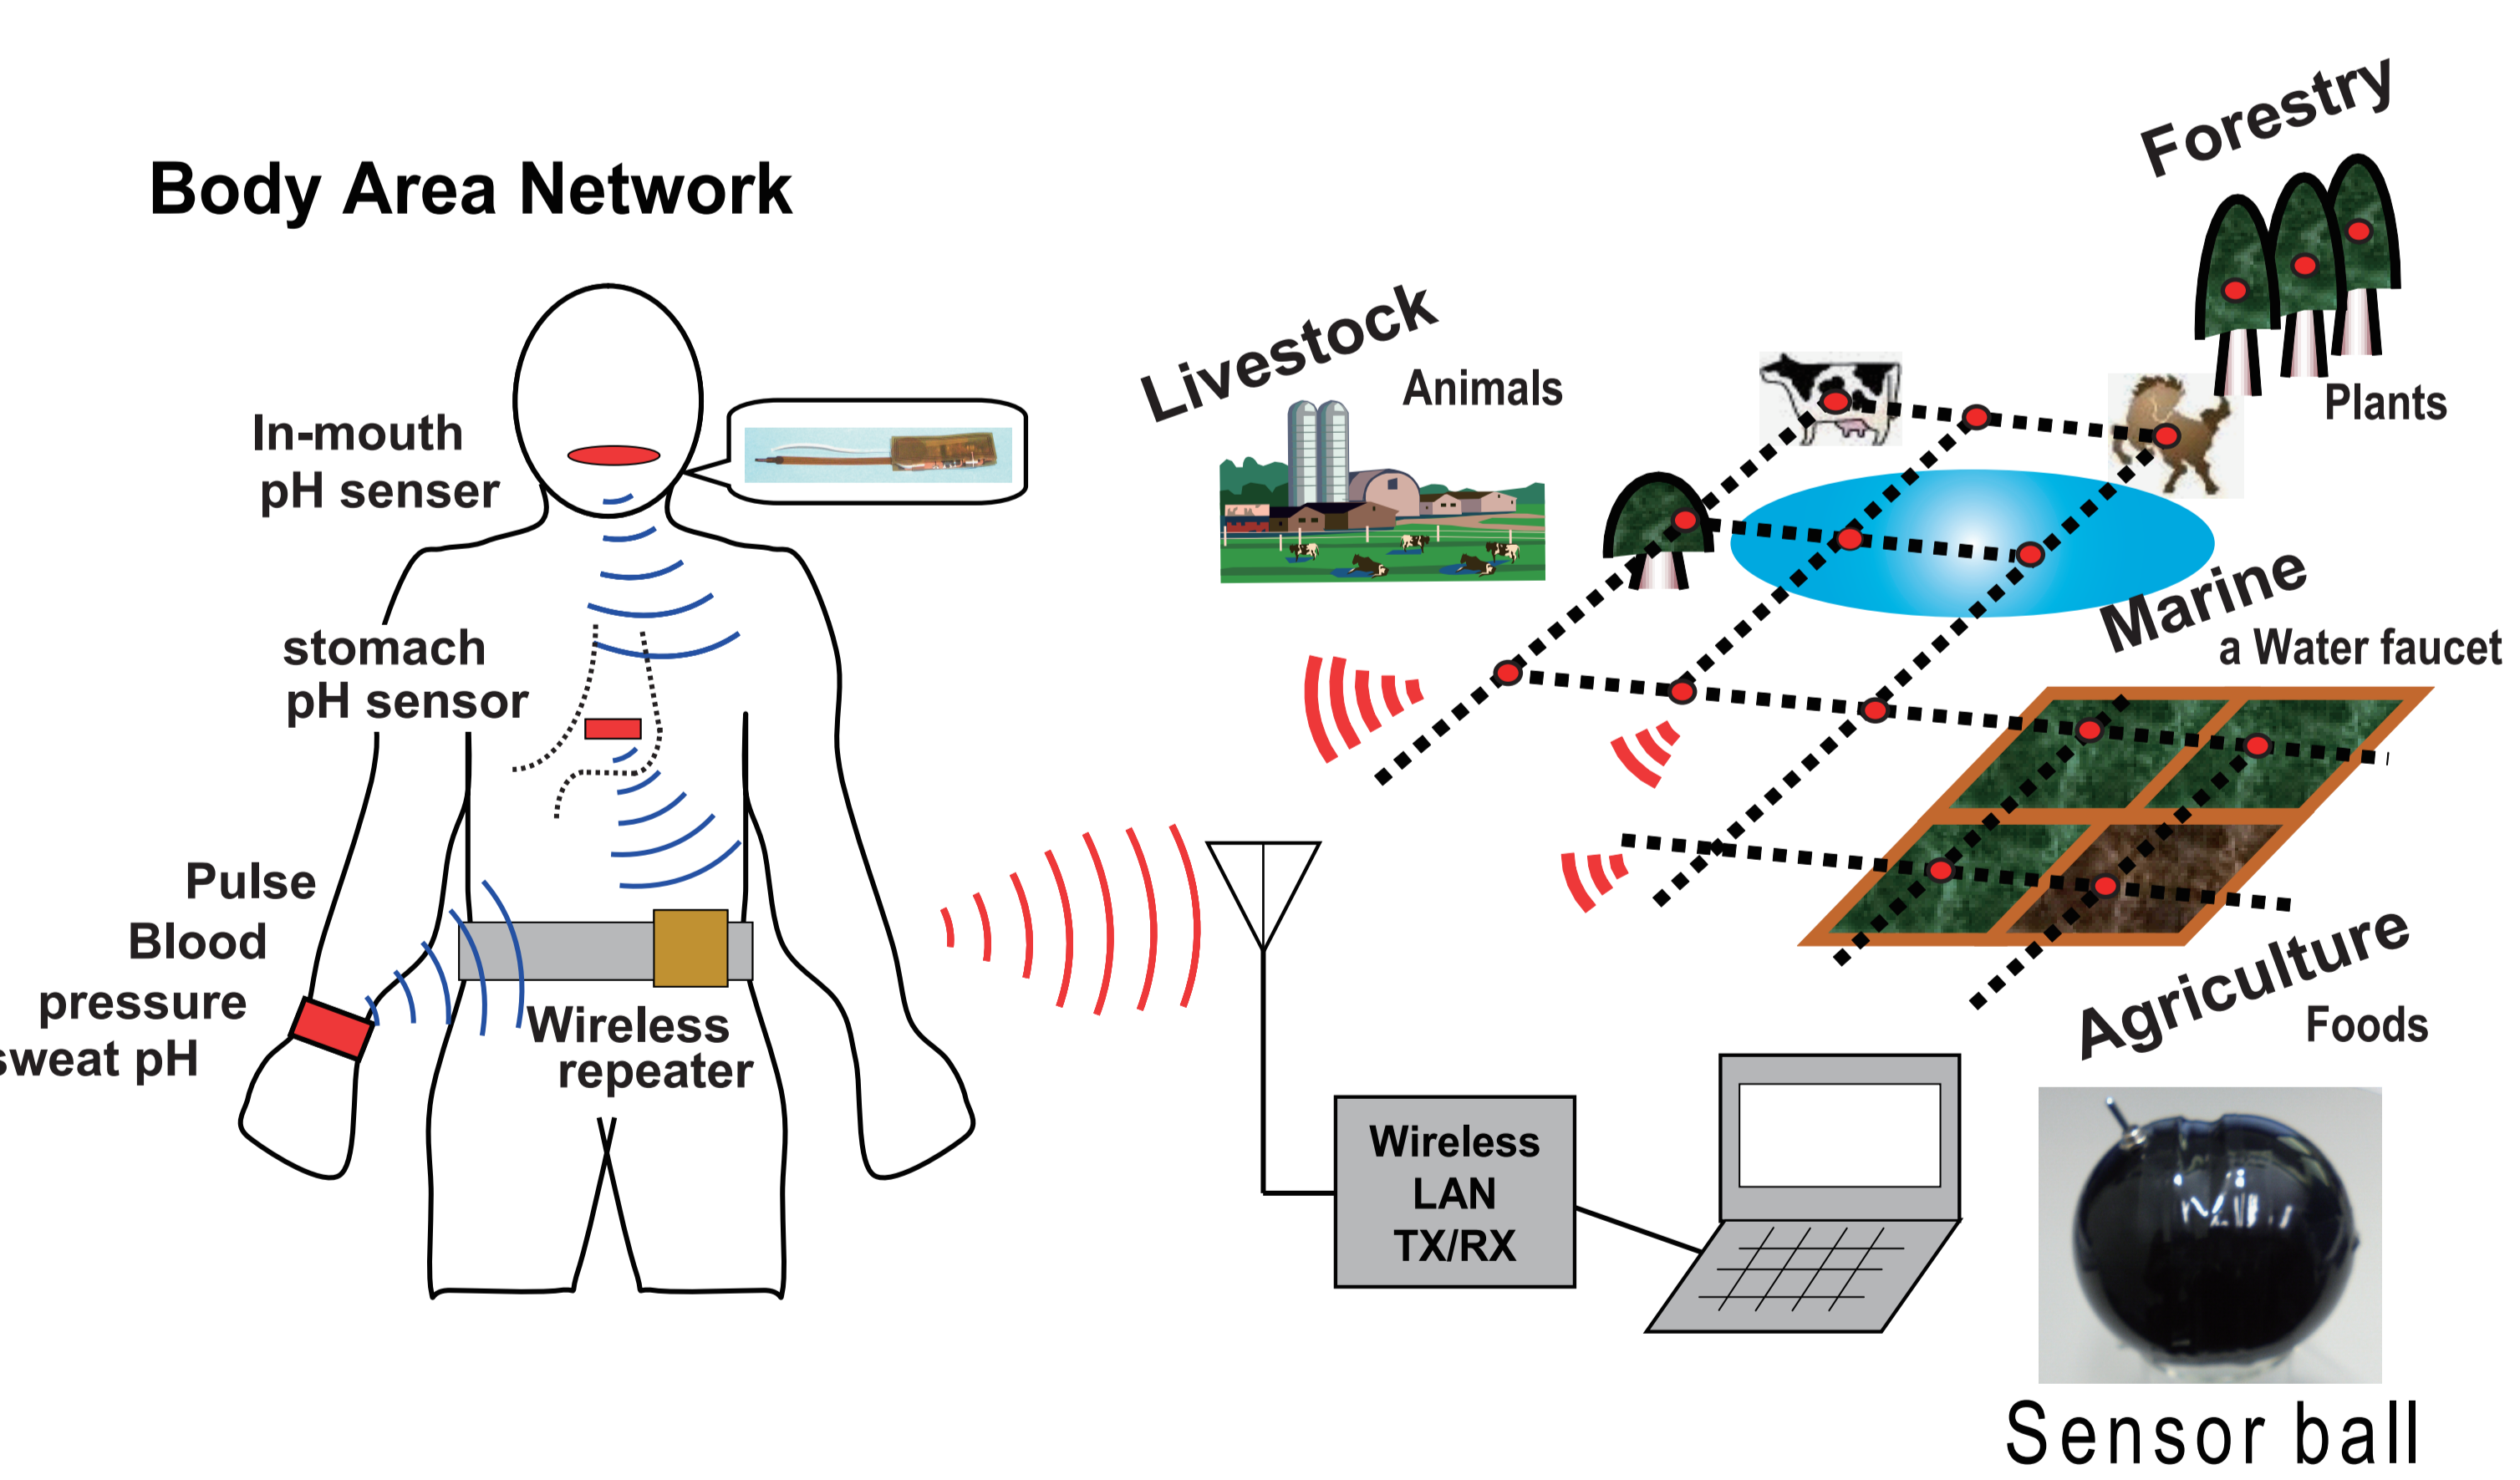 Body Area Network
In-mouth
pH senser
stomach
pH sensor
Pulse
Blood
pressure
sweat pH
Wireless
repeater
Livestock
Animals
Forestry
Plants
Marine
a Water faucet
Agriculture
Foods
Wireless
LAN
TX/RX
Sensor ball